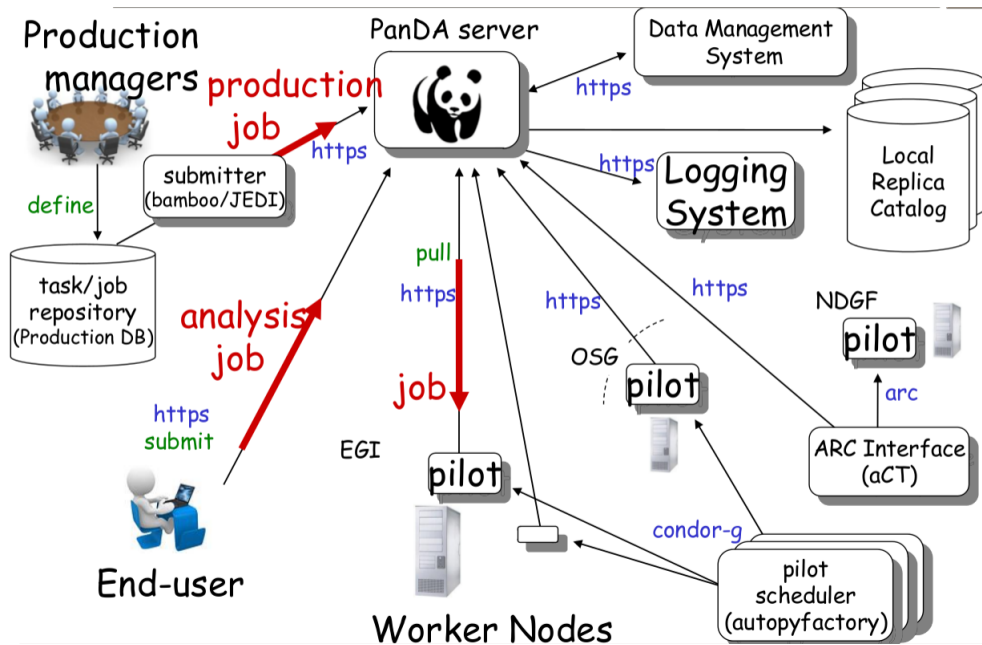 Production
managers
production
job
https
submitter
(bamboo/JEDI)
define
task/job
repository
(Production DB)
analysis
job
https
submit
End-user
PanDA server
Data Management
System
https
https
Logging
System
Local
Replica
Catalog
pull
https
job
EGI
pilot
https
OSG
pilot
https
NDGF
pilot
arc
ARC Interface
(aCT)
condor-g
pilot
scheduler
(autopyfactory)
Worker Nodes